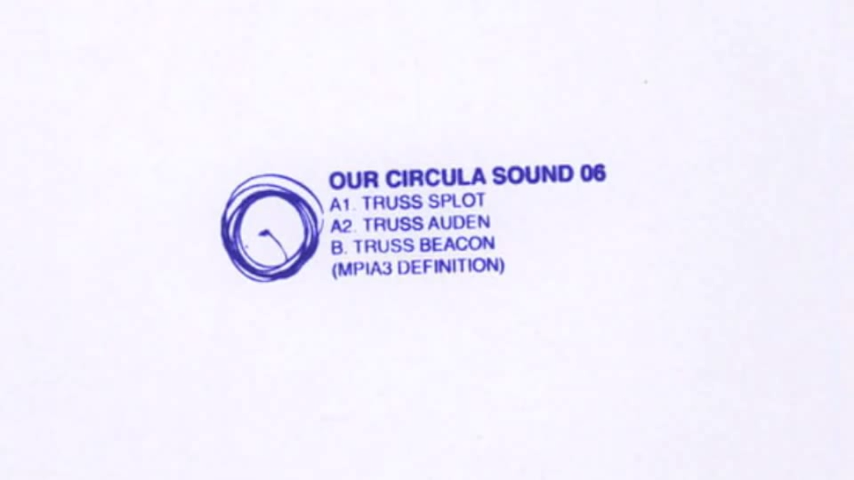 OUR CIRCULA SOUND 06
A1. TRUSS SPLOT
A2. TRUSS AUDEN
B. TRUSS BEACON
(MPIA3 DEFINITION)